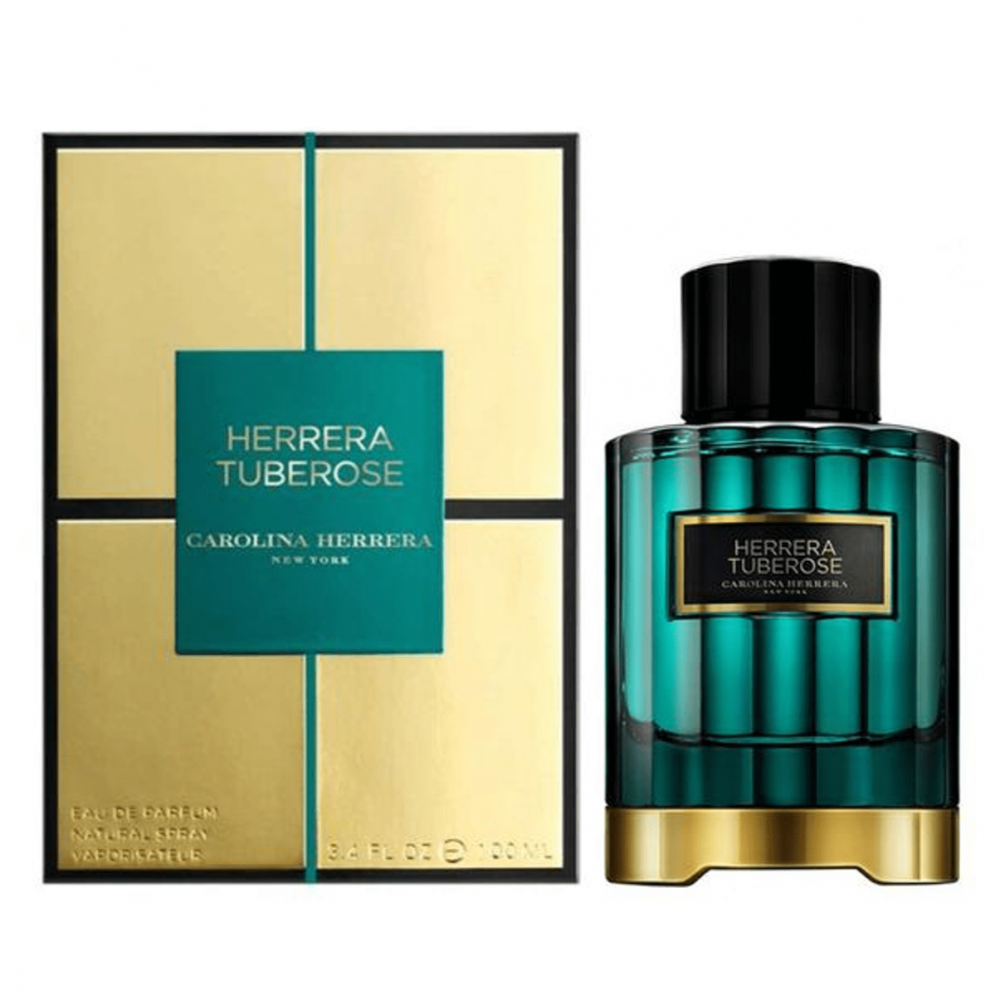 HERRERA
TUBEROSE
CAROLINA HERRERA
NEW YORK
EAU DE PARFUM
NATURAL SPRAY
VAPORISATEUR
3.4 FL OZ ℮ 100 ML
HERRERA
TUBEROSE
CAROLINA HERRERA
NEW YORK